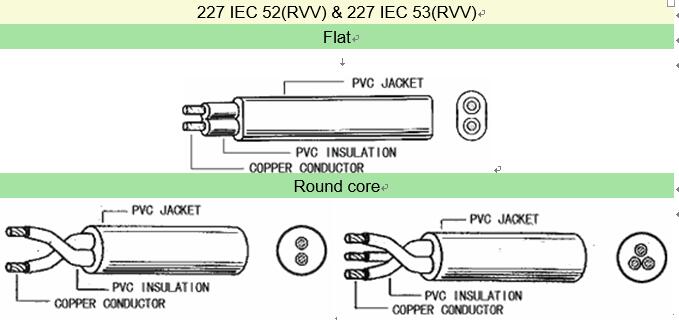 227 IEC 52(RVV) & 227 IEC 53(RVV)
Flat
PVC JACKET
PVC INSULATION
COPPER CONDUCTOR
Round core
PVC JACKET
PVC INSULATION
COPPER CONDUCTOR
PVC JACKET
PVC INSULATION
COPPER CONDUCTOR